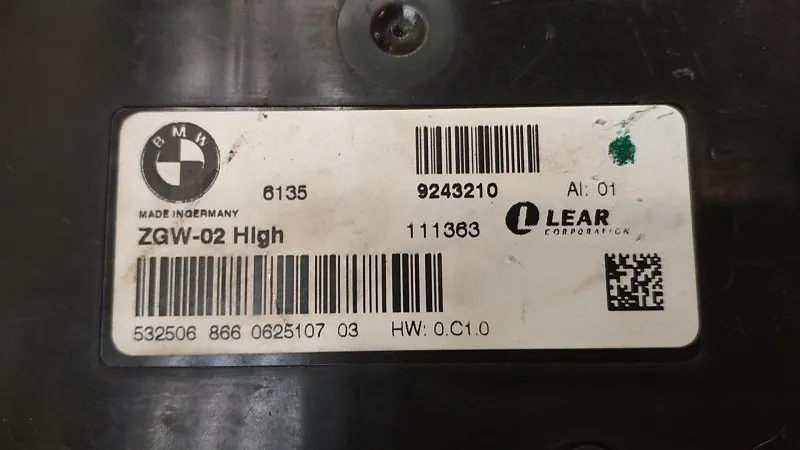 BMW
6135 9243210 AI: 01
MADE IN GERMANY
ZGW-02 High 111363 LEAR
CORPORATION
532506 866 0625107 03 HW: 0.C1.0